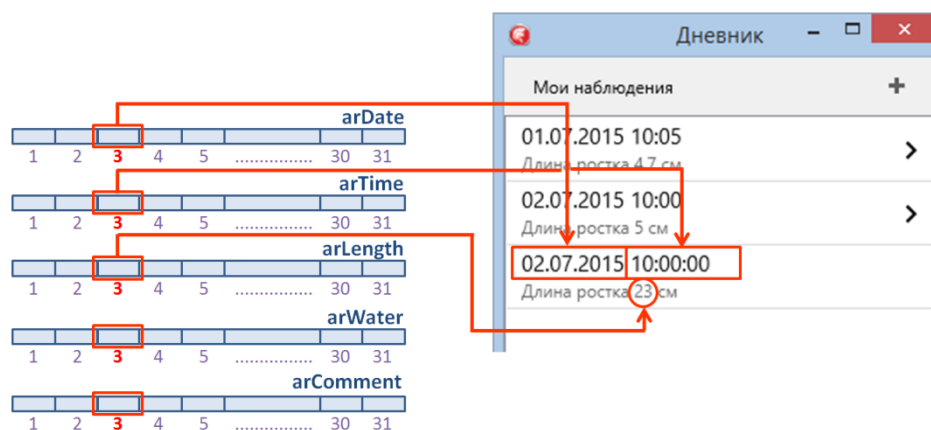 Дневник
Мои наблюдения +
arDate
1 2 3 4 5 ............... 30 31
arTime
1 2 3 4 5 ............... 30 31
arLength
1 2 3 4 5 ............... 30 31
arWater
1 2 3 4 5 ............... 30 31
arComment
1 2 3 4 5 ............... 30 31
01.07.2015 10:05
Длина ростка 4.7 см
02.07.2015 10:00
Длина ростка 5 см
02.07.2015 10:00:00
Длина ростка 23 см